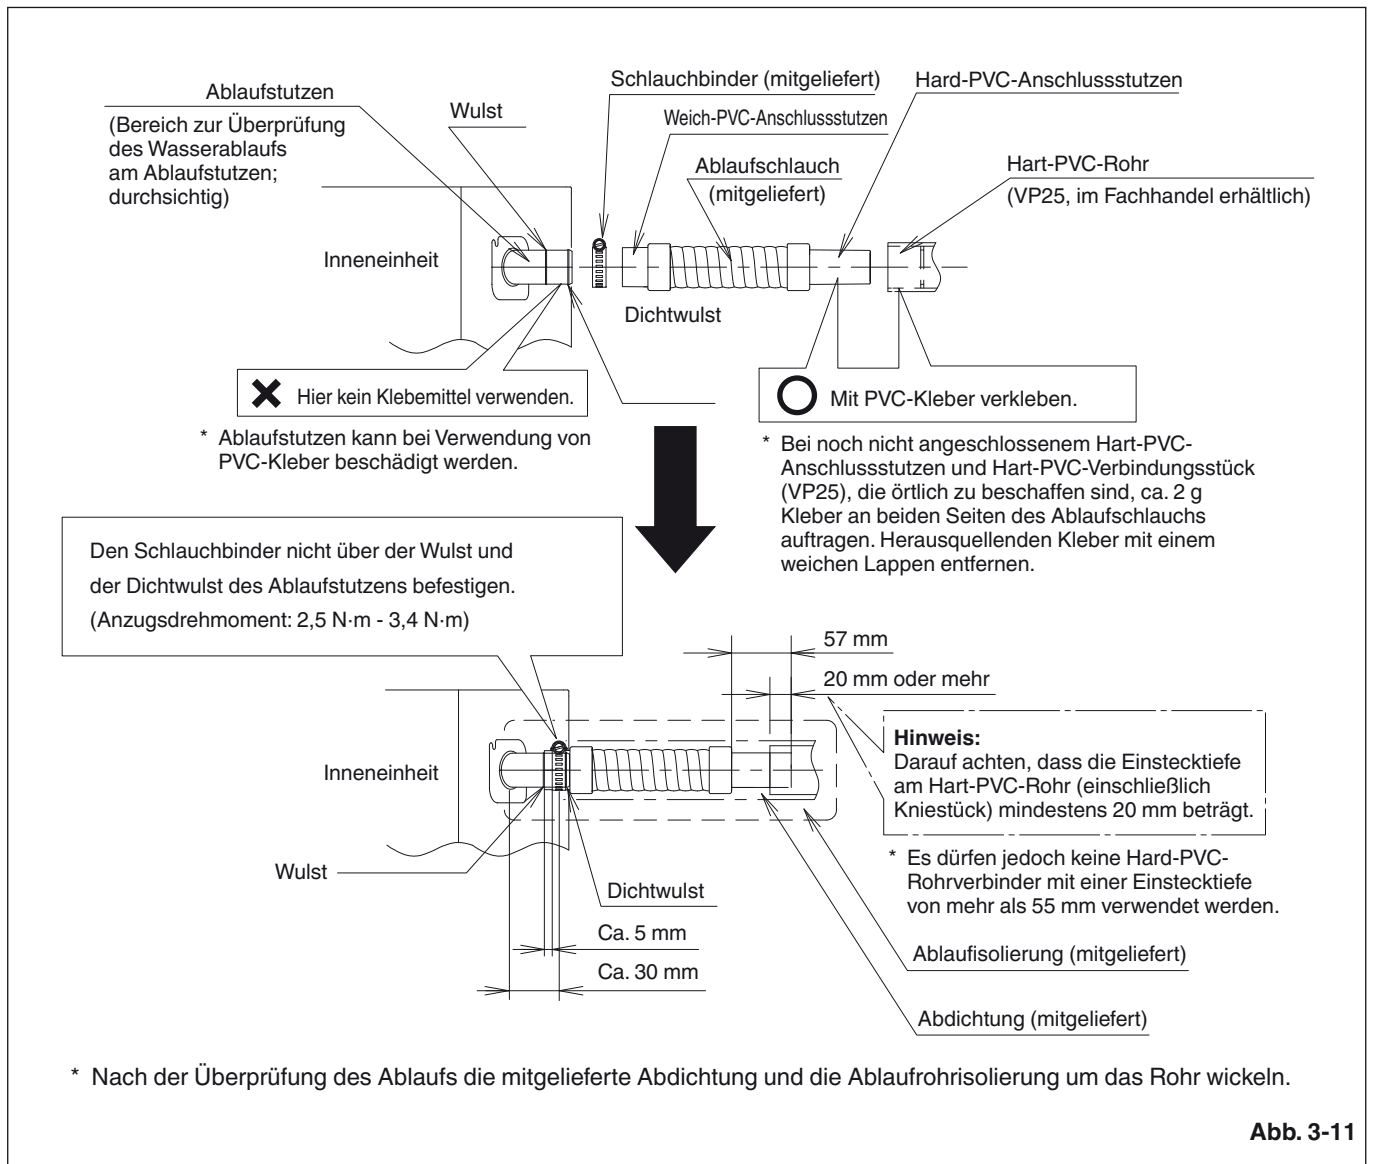 Ablaufstutzen
(Bereich zur Überprüfung
des Wasserablaufs
am Ablaufstutzen;
durchsichtig)
Wulst
Schlauchbinder (mitgeliefert)
Weich-PVC-Anschlussstutzen
Ablaufschlauch
(mitgeliefert)
Hard-PVC-Anschlussstutzen
Hart-PVC-Rohr
(VP25, im Fachhandel erhältlich)
Inneneinheit
Dichtwulst
Hier kein Klebemittel verwenden.
Mit PVC-Kleber verkleben.
* Ablaufstutzen kann bei Verwendung von
PVC-Kleber beschädigt werden.
* Bei noch nicht angeschlossenem Hart-PVC-
Anschlussstutzen und Hart-PVC-Verbindungsstück
(VP25), die örtlich zu beschaffen sind, ca. 2 g
Kleber an beiden Seiten des Ablaufschlauchs
auftragen. Herausquellenden Kleber mit einem
weichen Lappen entfernen.
Den Schlauchbinder nicht über der Wulst und
der Dichtwulst des Ablaufstutzens befestigen.
(Anzugsdrehmoment: 2,5 N·m - 3,4 N·m)
57 mm
20 mm oder mehr
Hinweis:
Darauf achten, dass die Einstecktiefe
am Hart-PVC-Rohr (einschließlich
Kniestück) mindestens 20 mm beträgt.
Inneneinheit
* Es dürfen jedoch keine Hard-PVC-
Rohrverbinder mit einer Einstecktiefe
von mehr als 55 mm verwendet werden.
Wulst
Dichtwulst
Ca. 5 mm
Ca. 30 mm
Ablaufisolierung (mitgeliefert)
Abdichtung (mitgeliefert)
* Nach der Überprüfung des Ablaufs die mitgelieferte Abdichtung und die Ablaufrohrisolierung um das Rohr wickeln.
Abb. 3-11